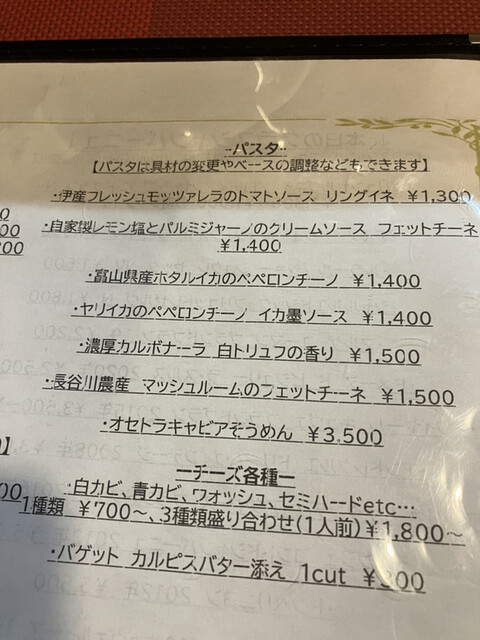 --パスタ--
【パスタは具材の変更やベースの調整などもできます】
・伊産フレッシュモッツァレラのトマトソース リングイネ ¥1,300
・自家製レモン塩とパルミジャーノのクリームソース フェットチーネ
¥1,400
・富山県産ホタルイカのペペロンチーノ ¥1,400
・ヤリイカのペペロンチーノ イカ墨ソース ¥1,400
・濃厚カルボナーラ 白トリュフの香り ¥1,500
・長谷川農産 マッシュルームのフェットチーネ ¥1,500
・オセトラキャビアそうめん ¥3,500
ーチーズ各種ー
・白カビ、青カビ、ウォッシュ、セミハードetc…
1種類 ¥700～、3種類盛り合わせ(1人前)¥1,800～
・バゲット カルピスバター添え 1cut